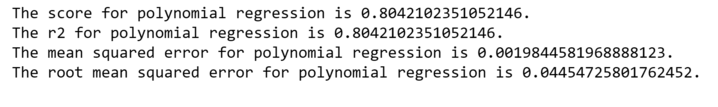 The score for polynomial regression is 0.8042102351052146.
The r2 for polynomial regression is 0.8042102351052146.
The mean squared error for polynomial regression is 0.0019844581968888123.
The root mean squared error for polynomial regression is 0.04454725801762452.